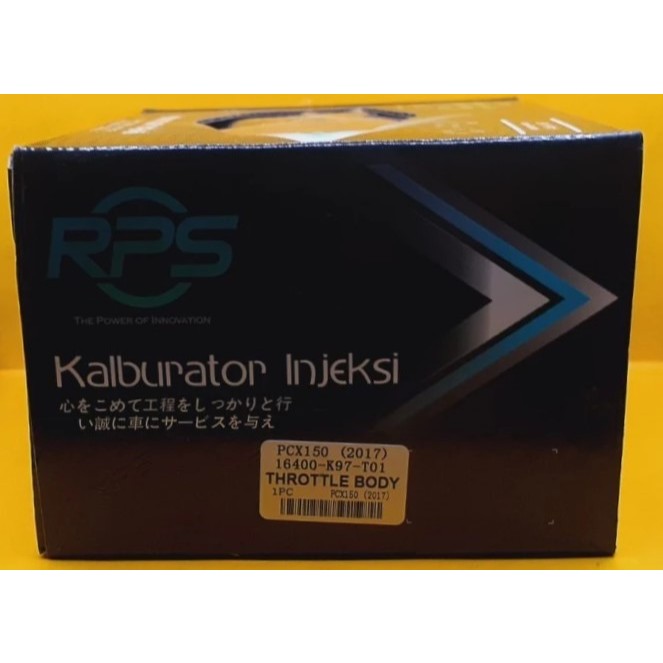 RPS
THE POWER OF INNOVATION
Kalburator Injeksi
心をこめて工程をしっかりと行
い誠に車にサービスを与え
PCX150 (2017)
16400-K97-T01
THROTTLE BODY
1PC PCX150 (2017)